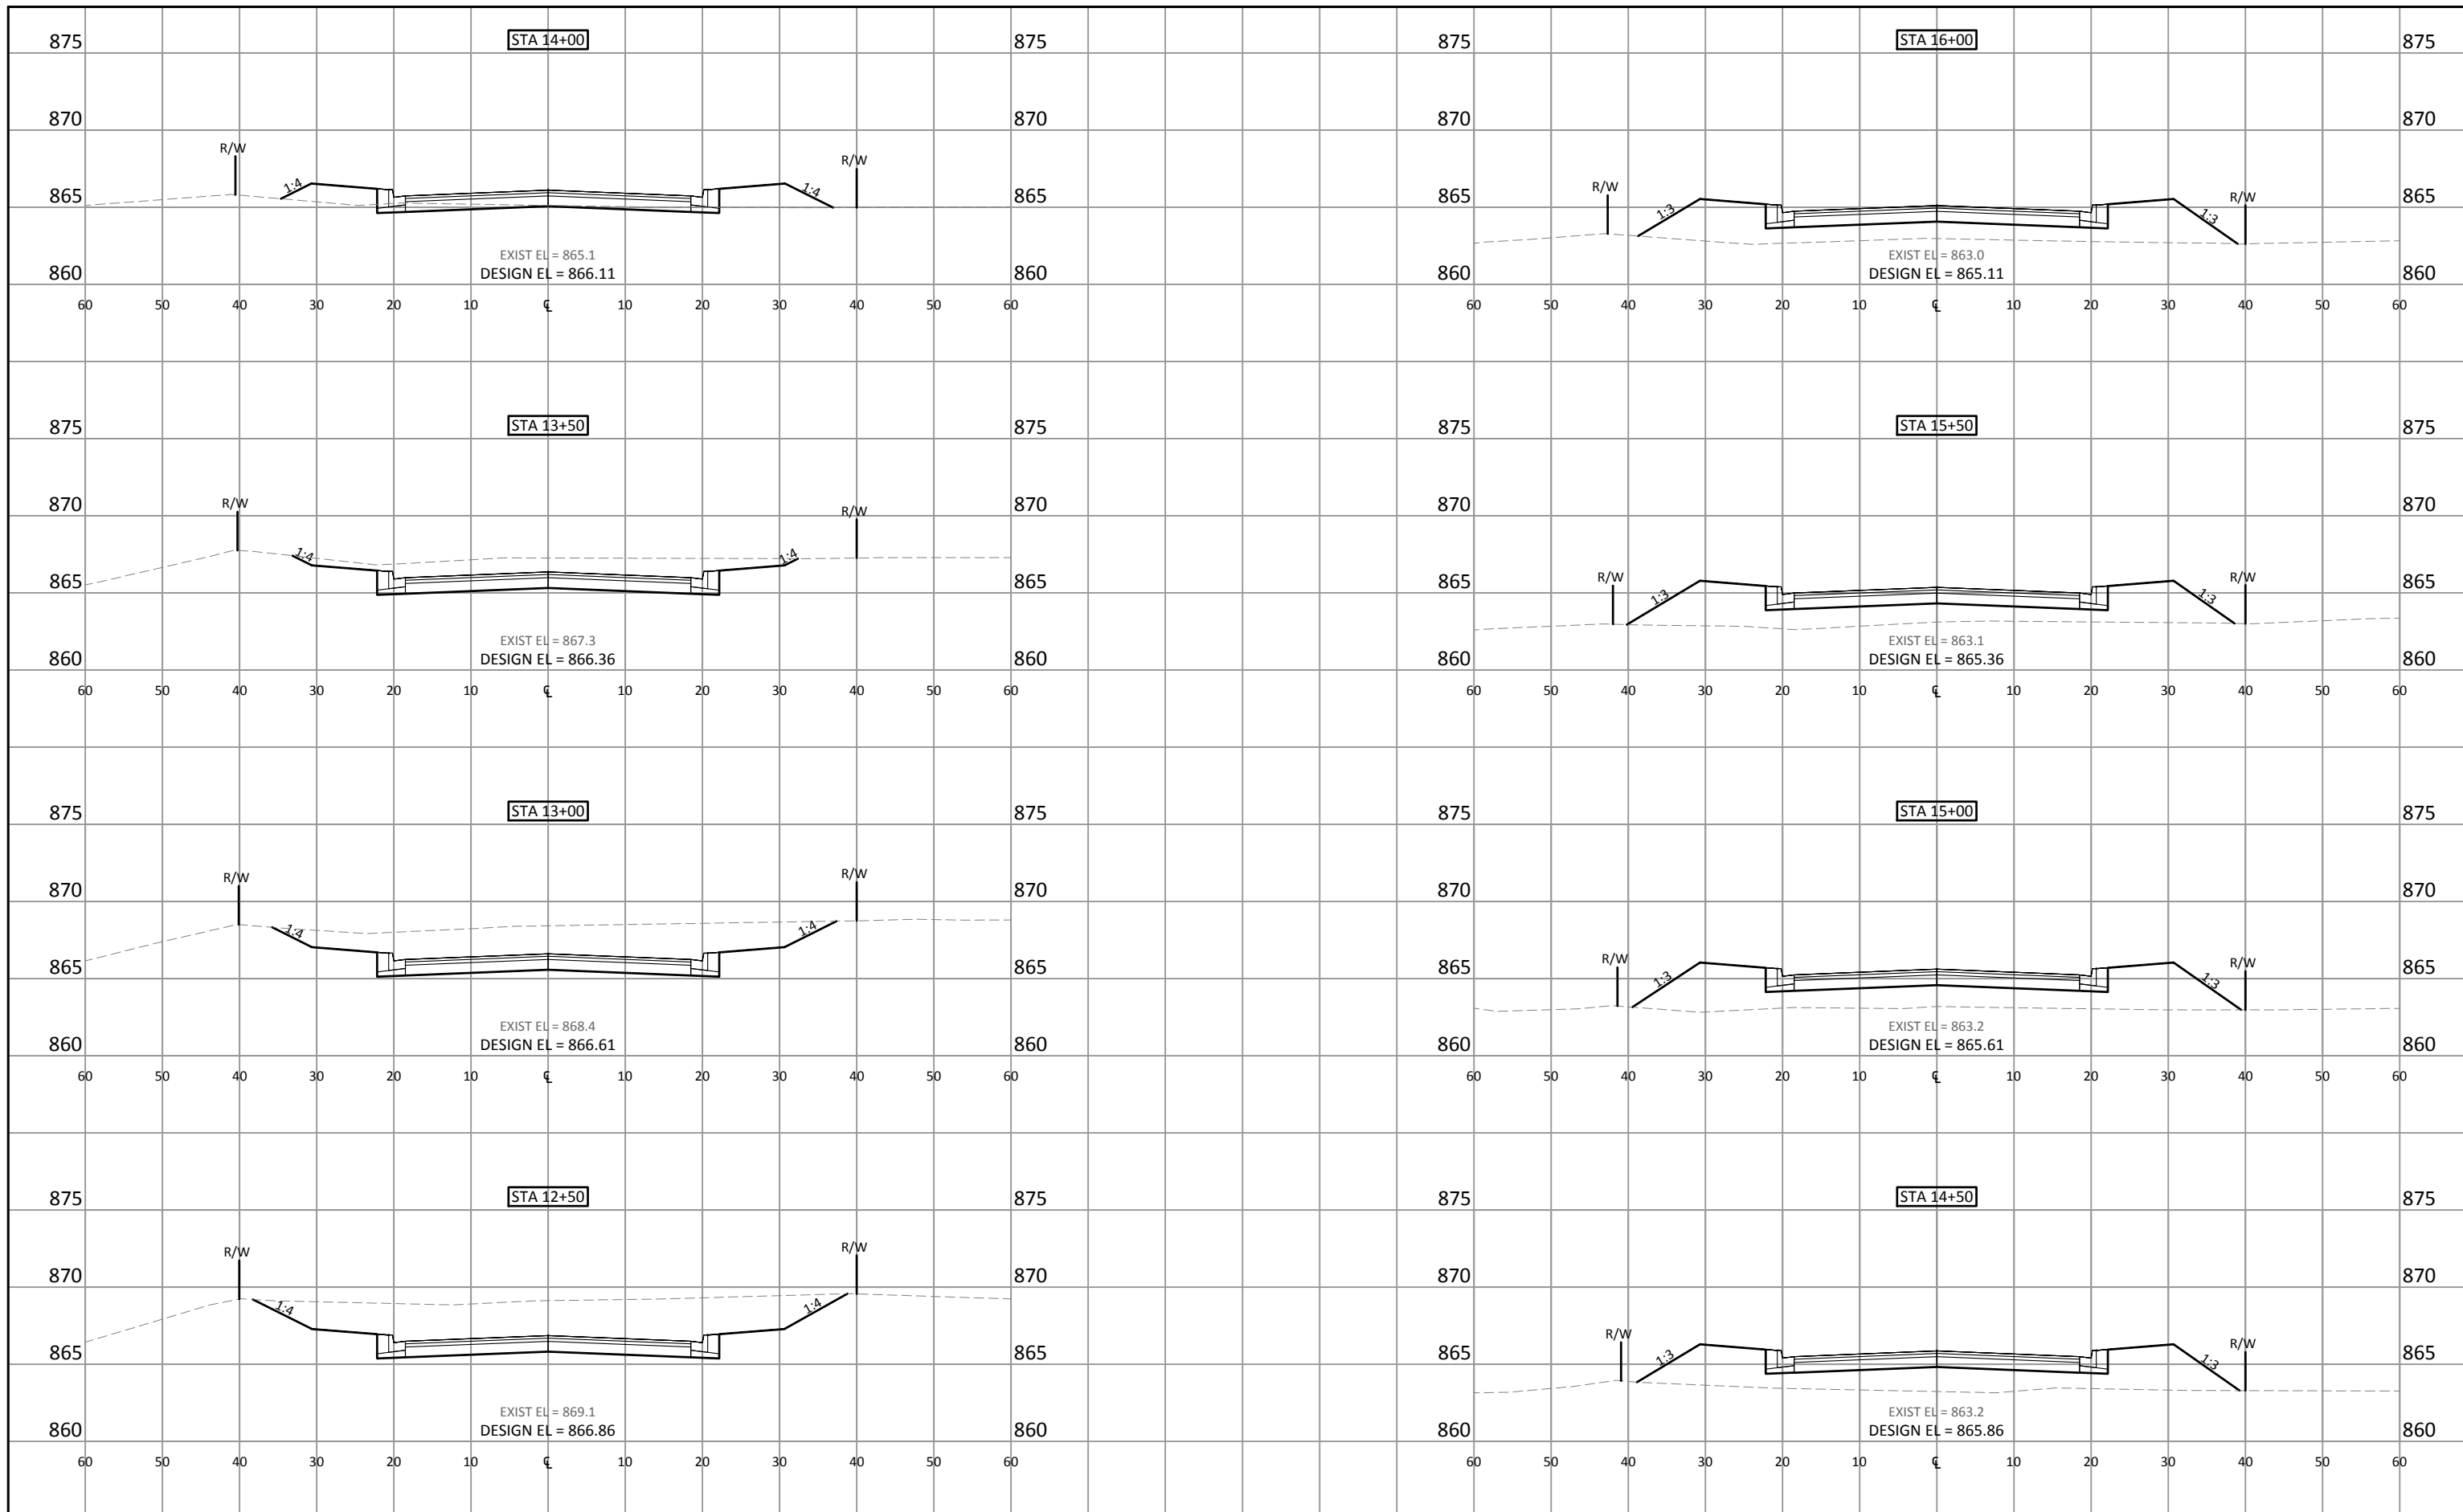 875 STA 14+00 875
870 870
R/W R/W
1:4 1:4
865 865
EXIST EL = 865.1
860 DESIGN EL = 866.11 860
60 50 40 30 20 10 ℄ 10 20 30 40 50 60
875 STA 13+50 875
870 870
R/W R/W
1:4 1:4
865 865
EXIST EL = 867.3
860 DESIGN EL = 866.36 860
60 50 40 30 20 10 ℄ 10 20 30 40 50 60
875 STA 13+00 875
R/W R/W
870 870
1:4 1:4
865 865
EXIST EL = 868.4
860 DESIGN EL = 866.61 860
60 50 40 30 20 10 ℄ 10 20 30 40 50 60
875 STA 12+50 875
R/W R/W
870 870
1:4 1:4
865 865
EXIST EL = 869.1
860 DESIGN EL = 866.86 860
60 50 40 30 20 10 ℄ 10 20 30 40 50 60
875 STA 16+00 875
870 870
R/W R/W
865 1:3 1:3 865
EXIST EL = 863.0
860 DESIGN EL = 865.11 860
60 50 40 30 20 10 ℄ 10 20 30 40 50 60
875 STA 15+50 875
870 870
R/W R/W
865 1:3 1:3 865
EXIST EL = 863.1
860 DESIGN EL = 865.36 860
60 50 40 30 20 10 ℄ 10 20 30 40 50 60
875 STA 15+00 875
870 870
R/W R/W
865 1:3 1:3 865
EXIST EL = 863.2
860 DESIGN EL = 865.61 860
60 50 40 30 20 10 ℄ 10 20 30 40 50 60
875 STA 14+50 875
870 870
R/W R/W
865 1:3 1:3 865
EXIST EL = 863.2
860 DESIGN EL = 865.86 860
60 50 40 30 20 10 ℄ 10 20 30 40 50 60